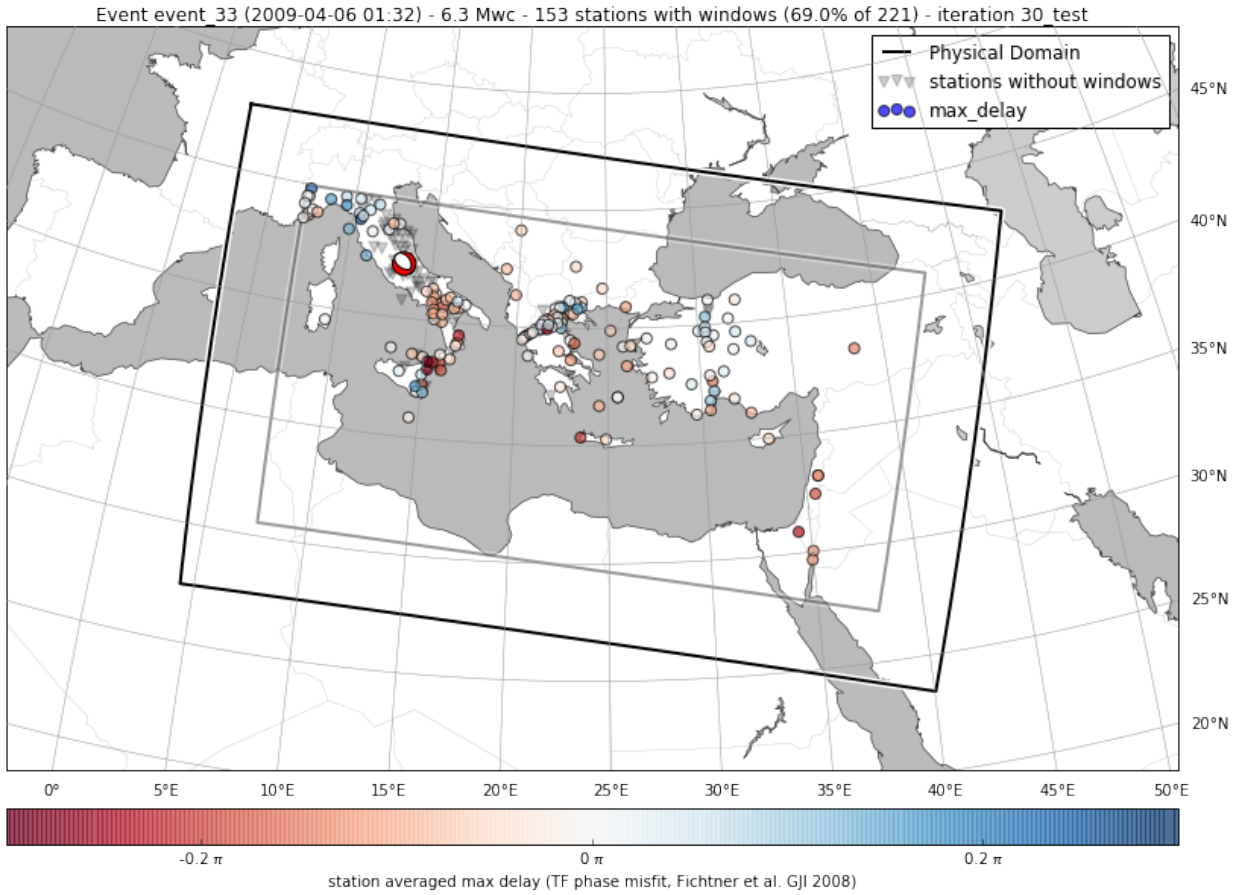 Event event_33 (2009-04-06 01:32) - 6.3 Mwc - 153 stations with windows (69.0% of 221) - iteration 30_test
Physical Domain
stations without windows
max_delay
45°N
40°N
35°N
30°N
25°N
20°N
0° 5°E 10°E 15°E 20°E 25°E 30°E 35°E 40°E 45°E 50°E
-0.2 π 0 π 0.2 π
station averaged max delay (TF phase misfit, Fichtner et al. GJI 2008)